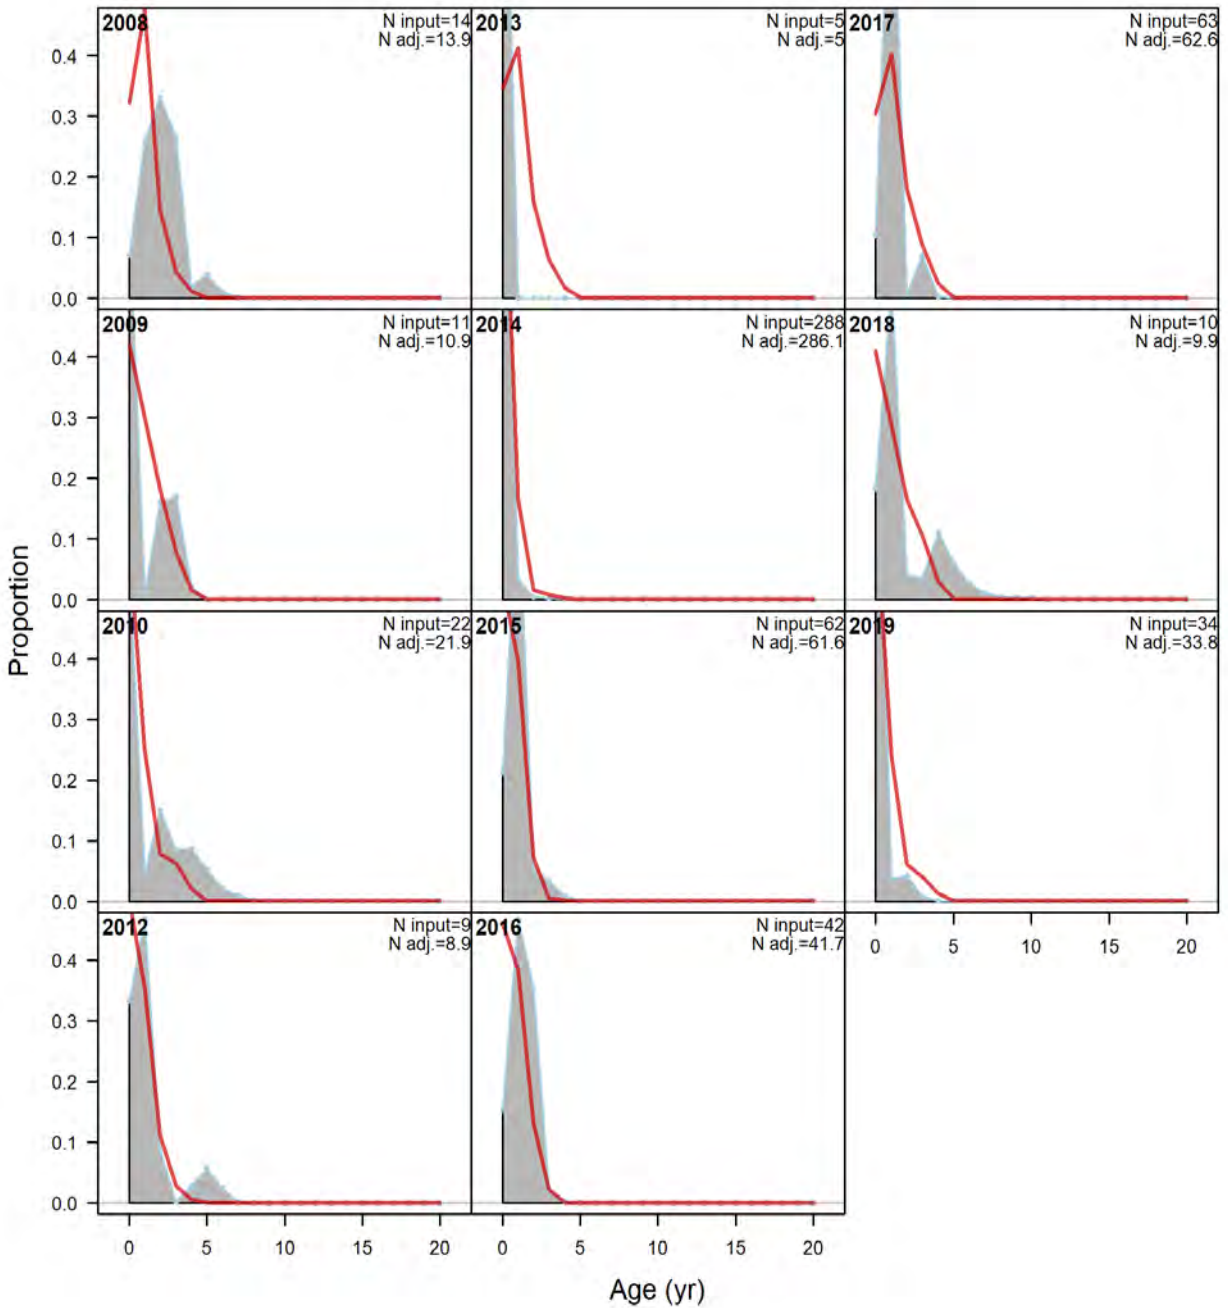 2008
N input=14
N adj.=13.9
2013
N input=5
N adj.=5
2017
N input=63
N adj.=62.6
0.4
0.3
0.2
0.1
0.0
2009
N input=11
N adj.=10.9
2014
N input=288
N adj.=286.1
2018
N input=10
N adj.=9.9
0.4
0.3
0.2
0.1
0.0
2010
N input=22
N adj.=21.9
2015
N input=62
N adj.=61.6
2019
N input=34
N adj.=33.8
0.4
0.3
0.2
0.1
0.0
2012
N input=9
N adj.=8.9
2016
N input=42
N adj.=41.7
0 5 10 15 20
0.4
0.3
0.2
0.1
0.0
0 5 10 15 20
0 5 10 15 20
Proportion
Age (yr)